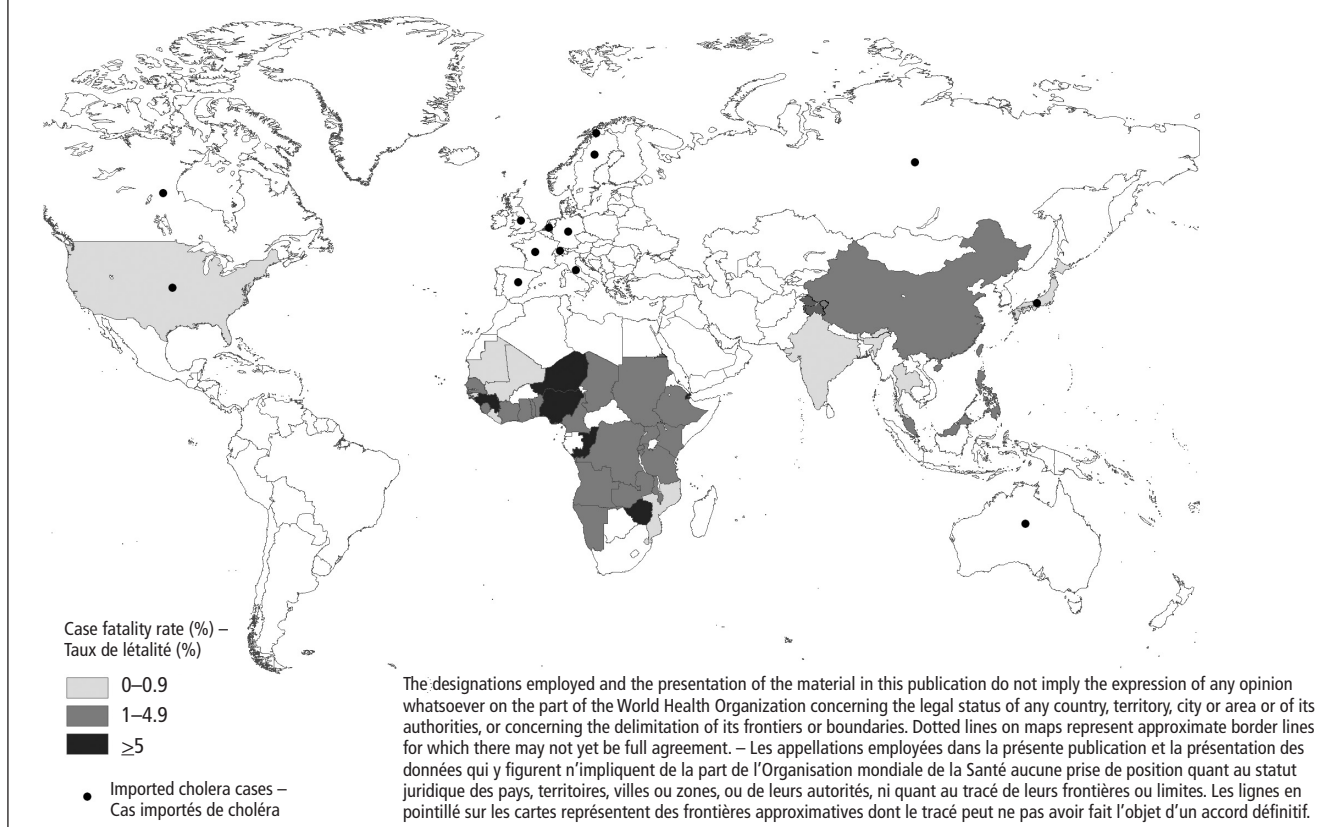 Case fatality rate (%) –
Taux de létalité (%)
0–0.9
1–4.9
≥5
Imported cholera cases –
Cas importés de choléra
The designations employed and the presentation of the material in this publication do not imply the expression of any opinion
whatsoever on the part of the World Health Organization concerning the legal status of any country, territory, city or area or of its
authorities, or concerning the delimitation of its frontiers or boundaries. Dotted lines on maps represent approximate border lines
for which there may not yet be full agreement. – Les appellations employées dans la présente publication et la présentation des
données qui y figurent n’impliquent de la part de l’Organisation mondiale de la Santé aucune prise de position quant au statut
juridique des pays, territoires, villes ou zones, ou de leurs autorités, ni quant au tracé de leurs frontières ou limites. Les lignes en
pointillé sur les cartes représentent des frontières approximatives dont le tracé peut ne pas avoir fait l’objet d’un accord définitif.